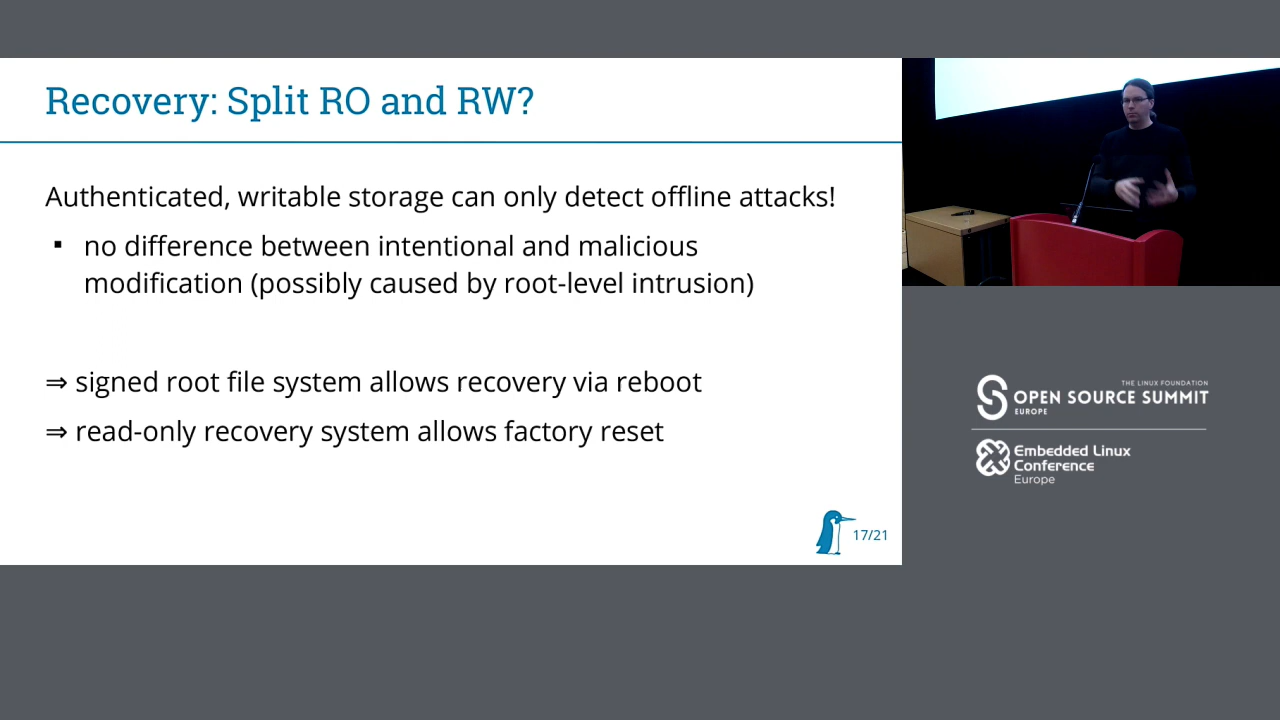 Recovery: Split RO and RW?
Authenticated, writable storage can only detect offline attacks!
▪ no difference between intentional and malicious
modification (possibly caused by root-level intrusion)
⇒ signed root file system allows recovery via reboot
⇒ read-only recovery system allows factory reset
17/21
THE LINUX FOUNDATION
OPEN SOURCE SUMMIT
EUROPE
Embedded Linux
Conference
Europe